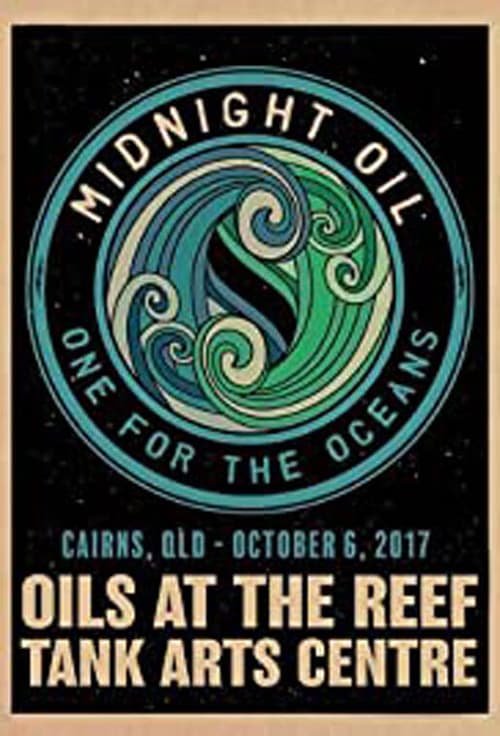 MIDNIGHT OIL
ONE FOR THE OCEANS
CAIRNS, QLD - OCTOBER 6, 2017
OILS AT THE REEF
TANK ARTS CENTRE